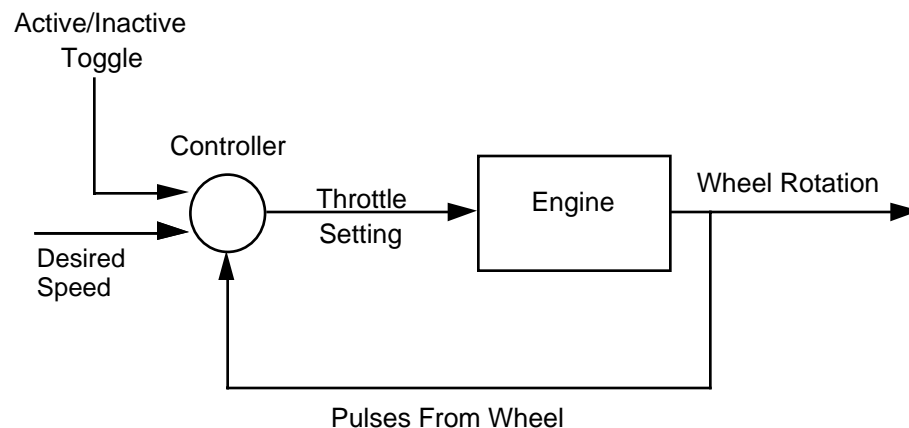 Active/Inactive
Toggle
Controller
Throttle
Setting
Engine
Wheel Rotation
Desired
Speed
Pulses From Wheel